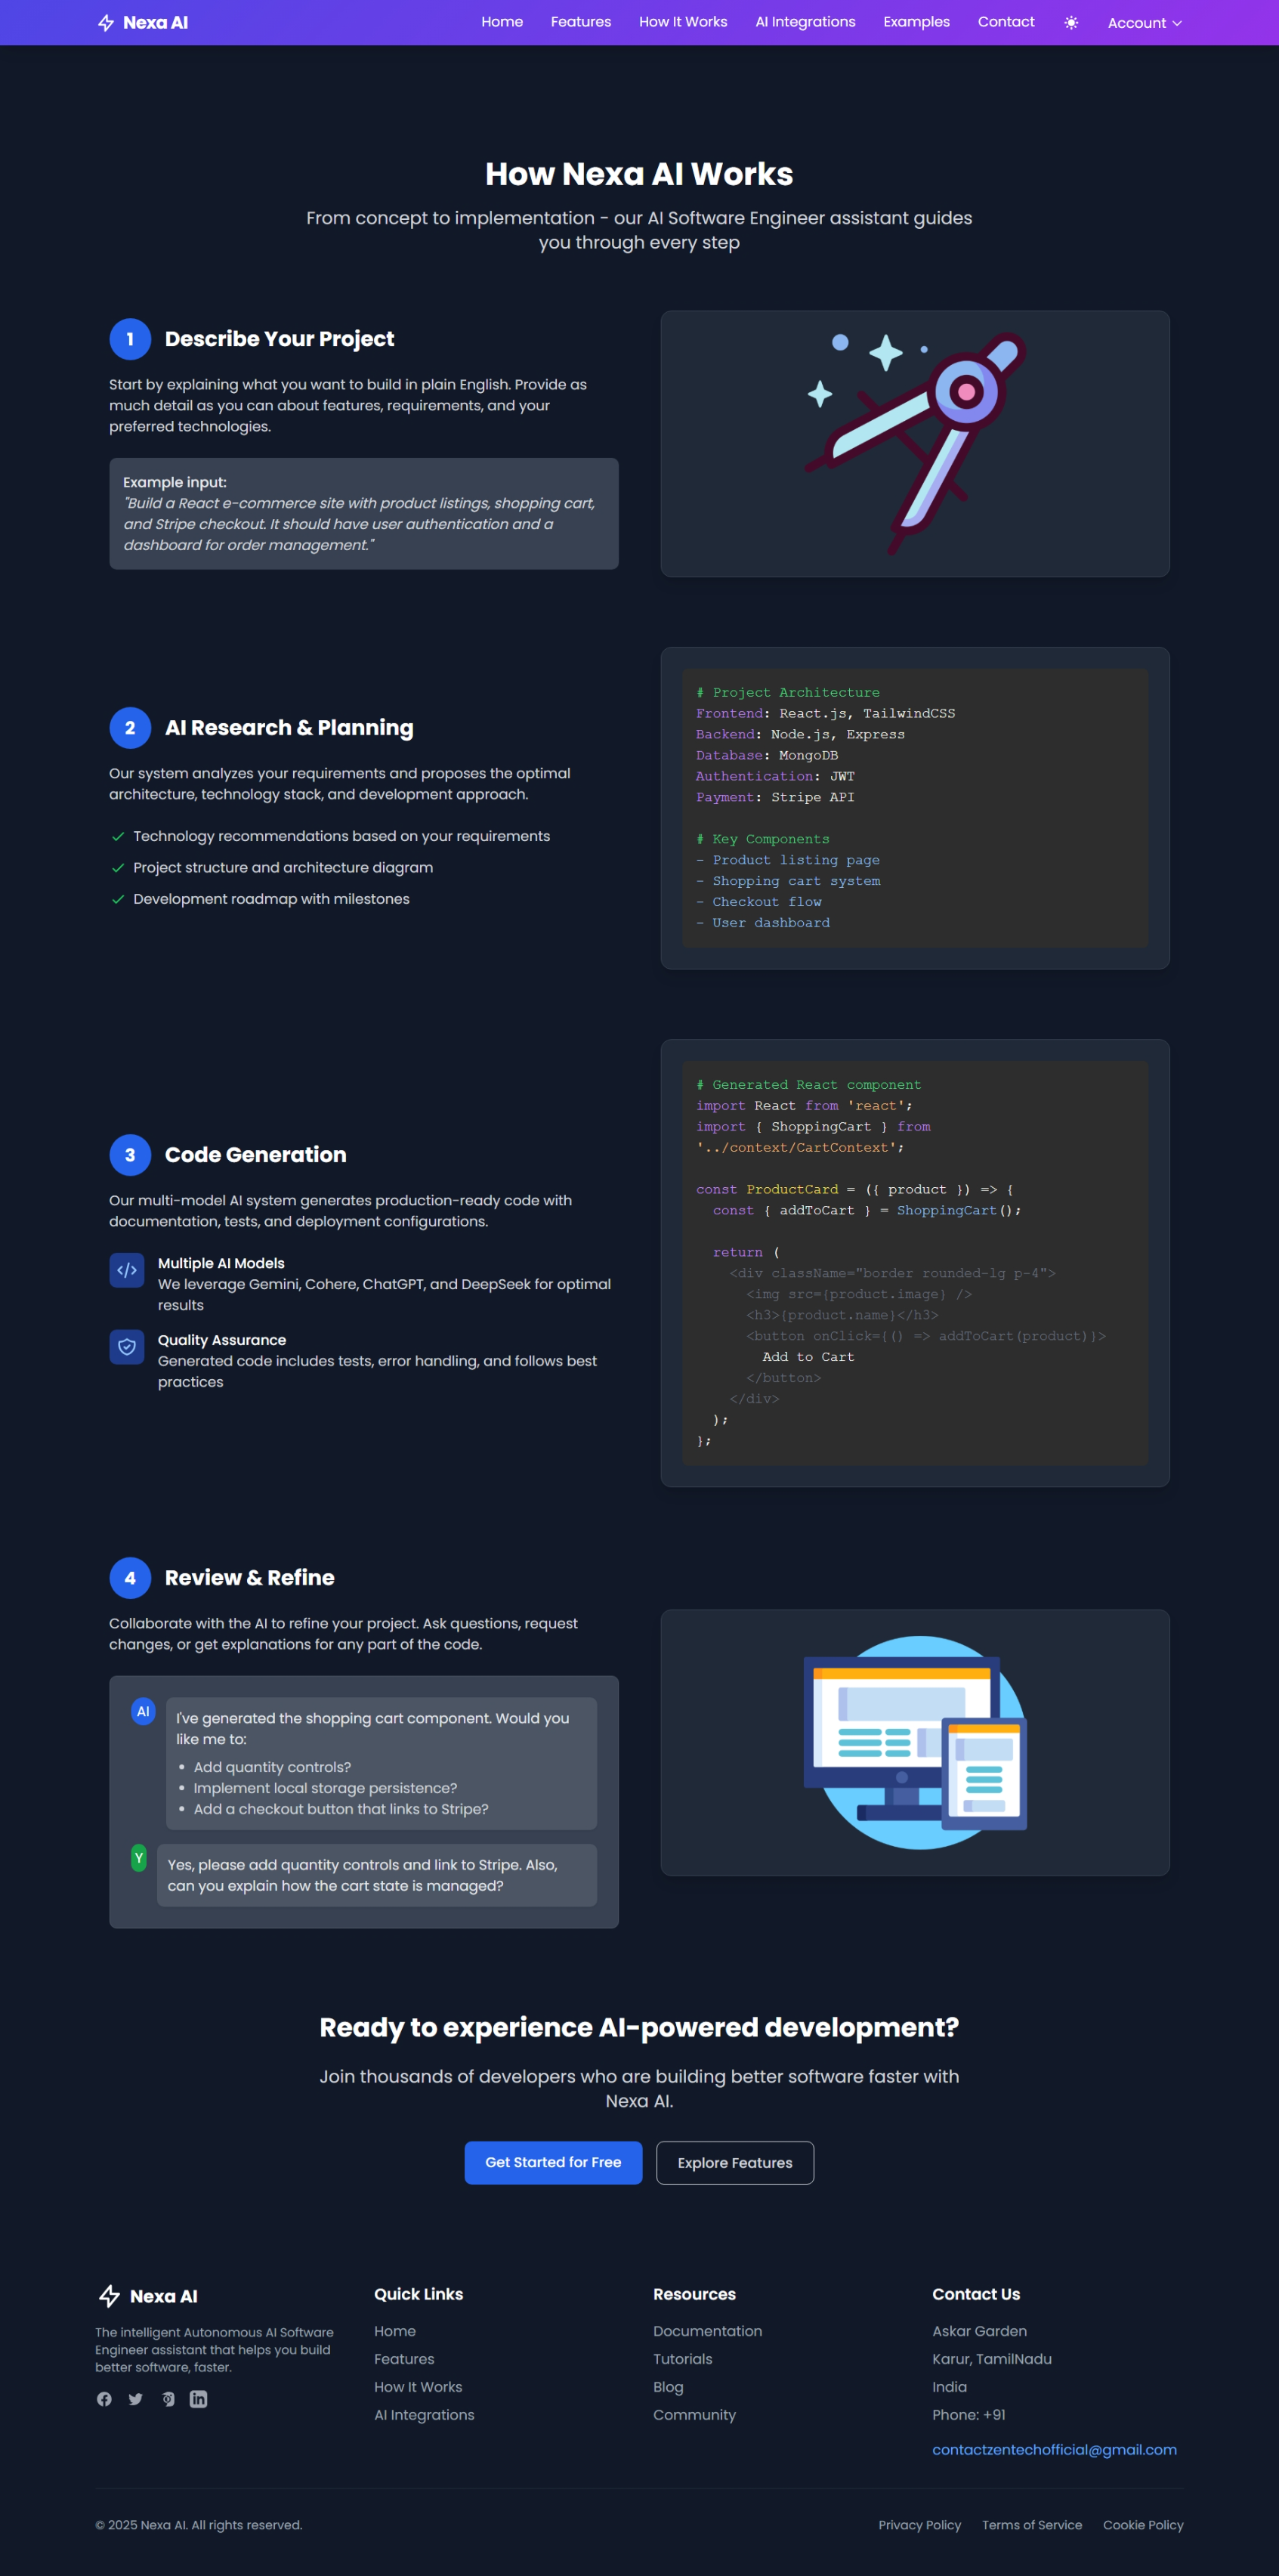 Nexa AI
Home
Features
How It Works
AI Integrations
Examples
Contact
Account
How Nexa AI Works
From concept to implementation - our AI Software Engineer assistant guides
you through every step
1
Describe Your Project
Start by explaining what you want to build in plain English. Provide as
much detail as you can about features, requirements, and your
preferred technologies.
Example input:
"Build a React e-commerce site with product listings, shopping cart,
and Stripe checkout. It should have user authentication and a
dashboard for order management."
2
AI Research & Planning
Our system analyzes your requirements and proposes the optimal
architecture, technology stack, and development approach.
Technology recommendations based on your requirements
Project structure and architecture diagram
Development roadmap with milestones
# Project Architecture
Frontend: React.js, TailwindCSS
Backend: Node.js, Express
Database: MongoDB
Authentication: JWT
Payment: Stripe API
# Key Components
- Product listing page
- Shopping cart system
- Checkout flow
- User dashboard
3
Code Generation
Our multi-model AI system generates production-ready code with
documentation, tests, and deployment configurations.
Multiple AI Models
We leverage Gemini, Cohere, ChatGPT, and DeepSeek for optimal
results
Quality Assurance
Generated code includes tests, error handling, and follows best
practices
# Generated React component
import React from 'react';
import { ShoppingCart } from
'../context/CartContext';
const ProductCard = ({ product }) => {
const { addToCart } = ShoppingCart();
return (
<div className="border rounded-lg p-4">
<img src={product.image} />
<h3>{product.name}</h3>
<button onClick={() => addToCart(product)}>
Add to Cart
</button>
</div>
);
};
4
Review & Refine
Collaborate with the AI to refine your project. Ask questions, request
changes, or get explanations for any part of the code.
AI
I've generated the shopping cart component. Would you
like me to:
• Add quantity controls?
• Implement local storage persistence?
• Add a checkout button that links to Stripe?
Y
Yes, please add quantity controls and link to Stripe. Also,
can you explain how the cart state is managed?
Ready to experience AI-powered development?
Join thousands of developers who are building better software faster with
Nexa AI.
Get Started for Free
Explore Features
Nexa AI
The intelligent Autonomous AI Software
Engineer assistant that helps you build
better software, faster.
Quick Links
Home
Features
How It Works
AI Integrations
Resources
Documentation
Tutorials
Blog
Community
Contact Us
Askar Garden
Karur, TamilNadu
India
Phone: +91
contactzentechofficial@gmail.com
© 2025 Nexa AI. All rights reserved.
Privacy Policy
Terms of Service
Cookie Policy